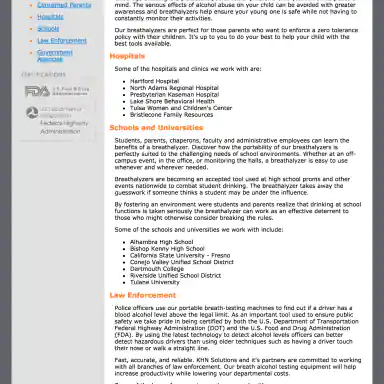 Concerned Parents
Hospitals
Schools
Law Enforcement
Government
Agencies
FDA U.S. Food & Drug
Administration
Federal Highway
Administration
mind. The serious effects of alcohol abuse on your child can be avoided with greater
awareness and breathalyzers help ensure your young one is safe while not having to
constantly monitor their activities.
Our breathalyzers are perfect for those parents who want to enforce a zero tolerance
policy with their children. It's up to you to do your best to help your child with the
best tools available.
Hospitals
Some of the hospitals and clinics we work with are:
Hartford Hospital
North Adams Regional Hospital
Presbyterian Kaseman Hospital
Lake Shore Behavioral Health
Tulsa Women and Children's Center
Bristlecone Family Resources
Schools and Universities
Students, parents, chaperons, faculty and administrative employees can learn the
benefits of a breathalyzer. Discover how the portability of our breathalyzers is
perfectly suited to the challenging needs of school environments. Whether at an off-
campus event, in the office, or monitoring the halls, a breathalyzer is easy to use
whenever and wherever needed.
Breathalyzers are becoming an accepted tool used at high school proms and other
events nationwide to combat student drinking. The breathalyzer takes away the
guesswork if someone thinks a student may be under the influence.
By fostering an environment were students and parents realize that drinking at school
functions is taken seriously the breathalyzer can work as an effective deterrent to
those who might otherwise consider breaking the rules.
Some of the schools and universities we work with include:
Alhambra High School
Bishop Kenny High School
California State University - Fresno
Conejo Valley Unified School District
Dartmouth College
Riverside Unified School District
Tulane University
Law Enforcement
Police officers use our portable breath-testing machines to find out if a driver has a
blood alcohol level above the legal limit. As an important tool used to ensure public
safety we take pride in being certified by both the U.S. Department of Transportation
Federal Highway Administration (DOT) and the U.S. Food and Drug Administration
(FDA). By using the latest technology to detect alcohol levels officers can better
detect hazardous drivers than using older techniques such as having a driver touch
their nose or walk a straight line.
Fast, accurate, and reliable. KHN Solutions and it's partners are committed to working
with all branches of law enforcement. Our breath alcohol testing equipment will help
increase productivity while lowering your departmental costs.